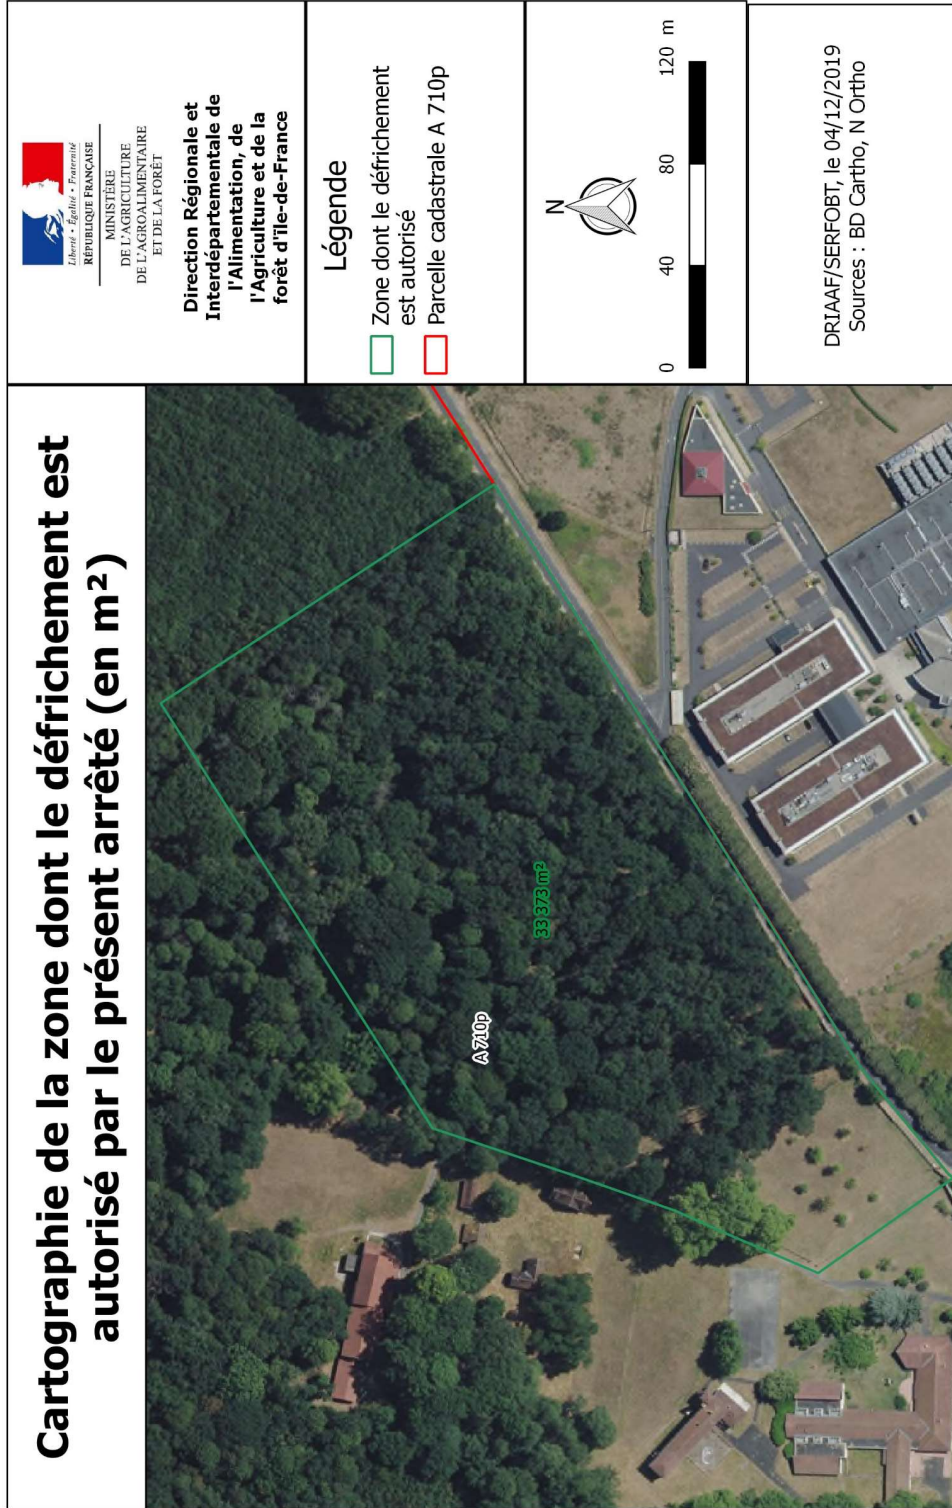 Cartographie de la zone dont le défrichement est
autorisé par le présent arrêté (en m²)
Liberté • Égalité • Fraternité
RÉPUBLIQUE FRANÇAISE
MINISTÈRE
DE L'AGRICULTURE
DE L'AGROALIMENTAIRE
ET DE LA FORÊT
Direction Régionale et
Interdépartementale de
l'Alimentation, de
l'Agriculture et de la
forêt d'île-de-France
Légende
Zone dont le défrichement
est autorisé
Parcelle cadastrale A 710p
N
0 40 80 120 m
DRIAAF/SERFOBT, le 04/12/2019
Sources : BD Cartho, N Ortho
A 710p
33 373 m²